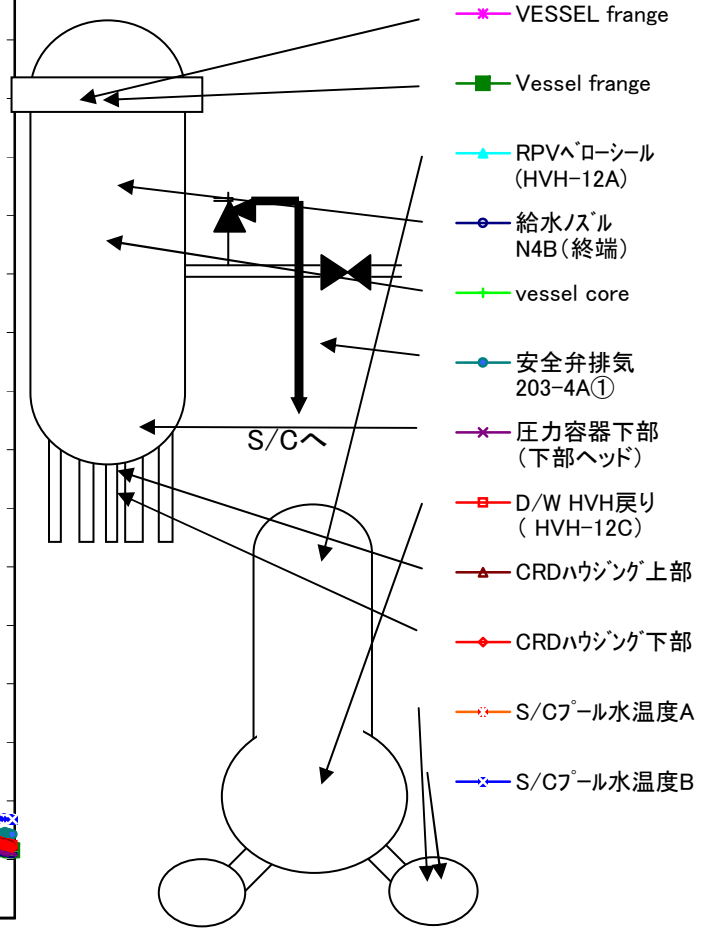 VESSEL frange
Vessel frange
RPVベローシール
(HVH-12A)
給水ノズル
N4B(終端)
vessel core
安全弁排気
203-4A①
圧力容器下部
(下部ヘッド)
D/W HVH戻り
( HVH-12C)
CRDハウジング上部
CRDハウジング下部
S/Cプール水温度A
S/Cプール水温度B
S/Cへ